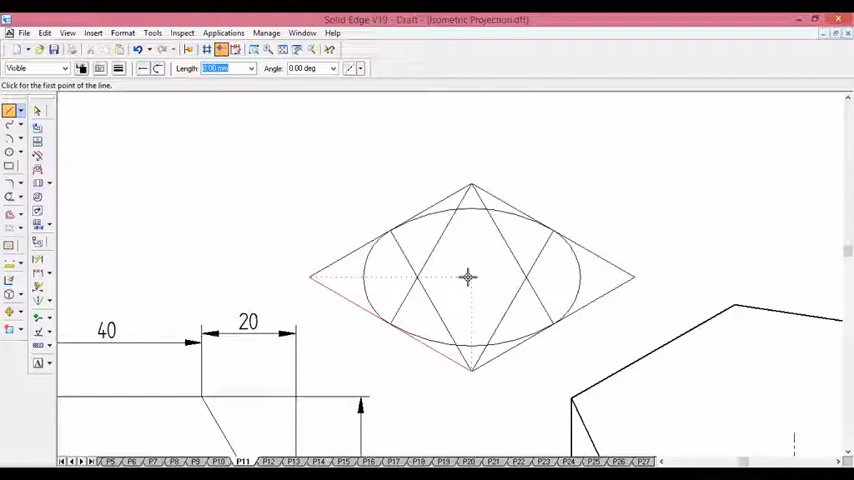 Solid Edge V19 - Draft - [Isometric Projection.dft]
File Edit View Insert Format Tools Inspect Applications Manage Window Help
Visible Length: 0.00 mm Angle: 0.00 deg
Click for the first point of the line.
40
20
P5 P6 P7 P8 P9 P10 P11 P12 P13 P14 P15 P16 P17 P18 P19 P20 P21 P22 P23 P24 P25 P26 P27